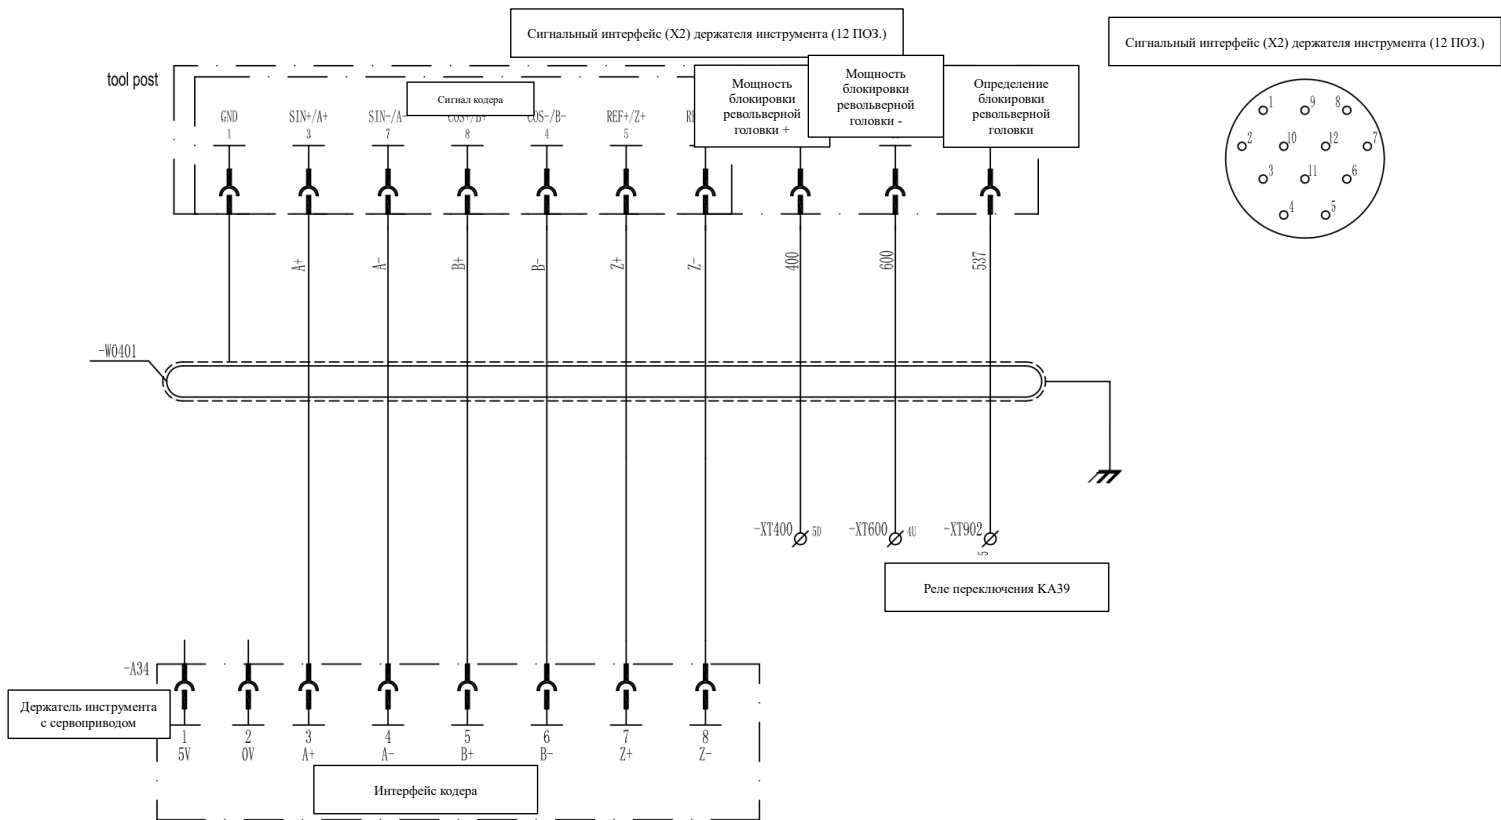 Сигнальный интерфейс (X2) держателя инструмента (12 ПОЗ.)
Сигнальный интерфейс (X2) держателя инструмента (12 ПОЗ.)
tool post
Сигнал кодера
Мощность
блокировки
револьверной
головки +
Мощность
блокировки
револьверной
головки -
Определение
блокировки
револьверной
головки
GND
SIN+/A+
SIN-/A-
COS+/B+
COS-/B-
REF+/Z+
1
3
7
8
4
5
1
9
8
2
10
12
7
3
11
6
4
5
A+
A-
B+
B-
Z+
Z-
400
600
537
-W0401
-XT400
5D
-XT600
4U
-XT902
Реле переключения КА39
-A34
Держатель инструмента
с сервоприводом
1
2
3
4
5
6
7
8
5V
0V
A+
A-
B+
B-
Z+
Z-
Интерфейс кодера